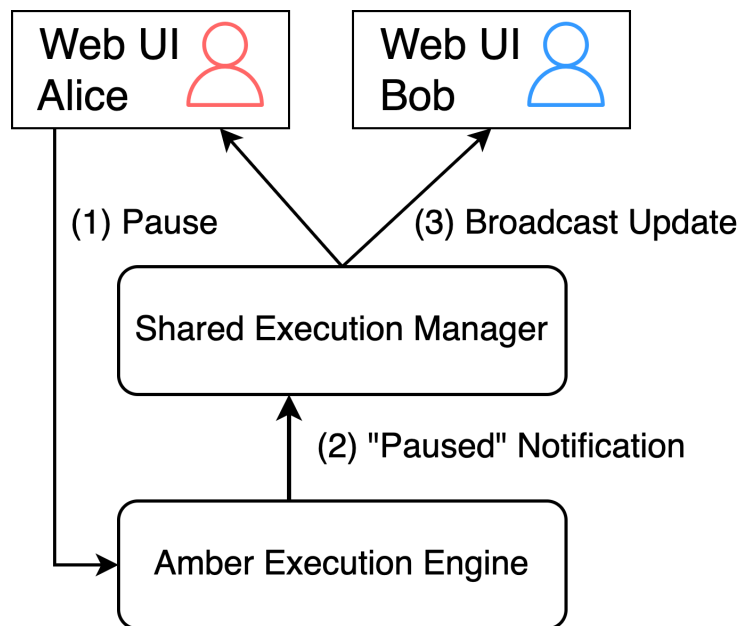 Web UI
Alice
Web UI
Bob
(1) Pause
(3) Broadcast Update
Shared Execution Manager
(2) "Paused" Notification
Amber Execution Engine